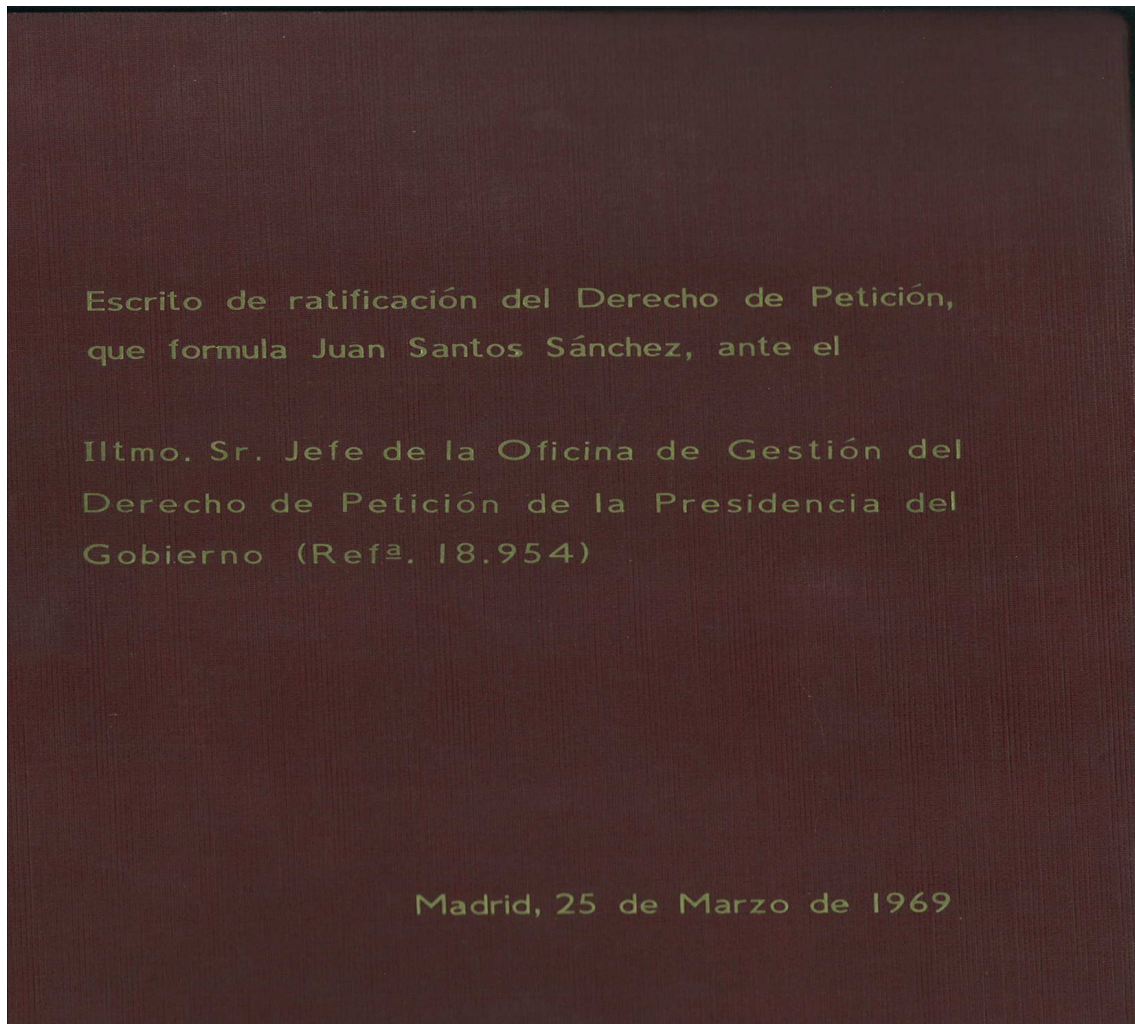 Escrito de ratificación del Derecho de Petición,
que formula Juan Santos Sánchez, ante el
Iltmo. Sr. Jefe de la Oficina de Gestión del
Derecho de Petición de la Presidencia del
Gobierno (Refª. 18.954)
Madrid, 25 de Marzo de 1969